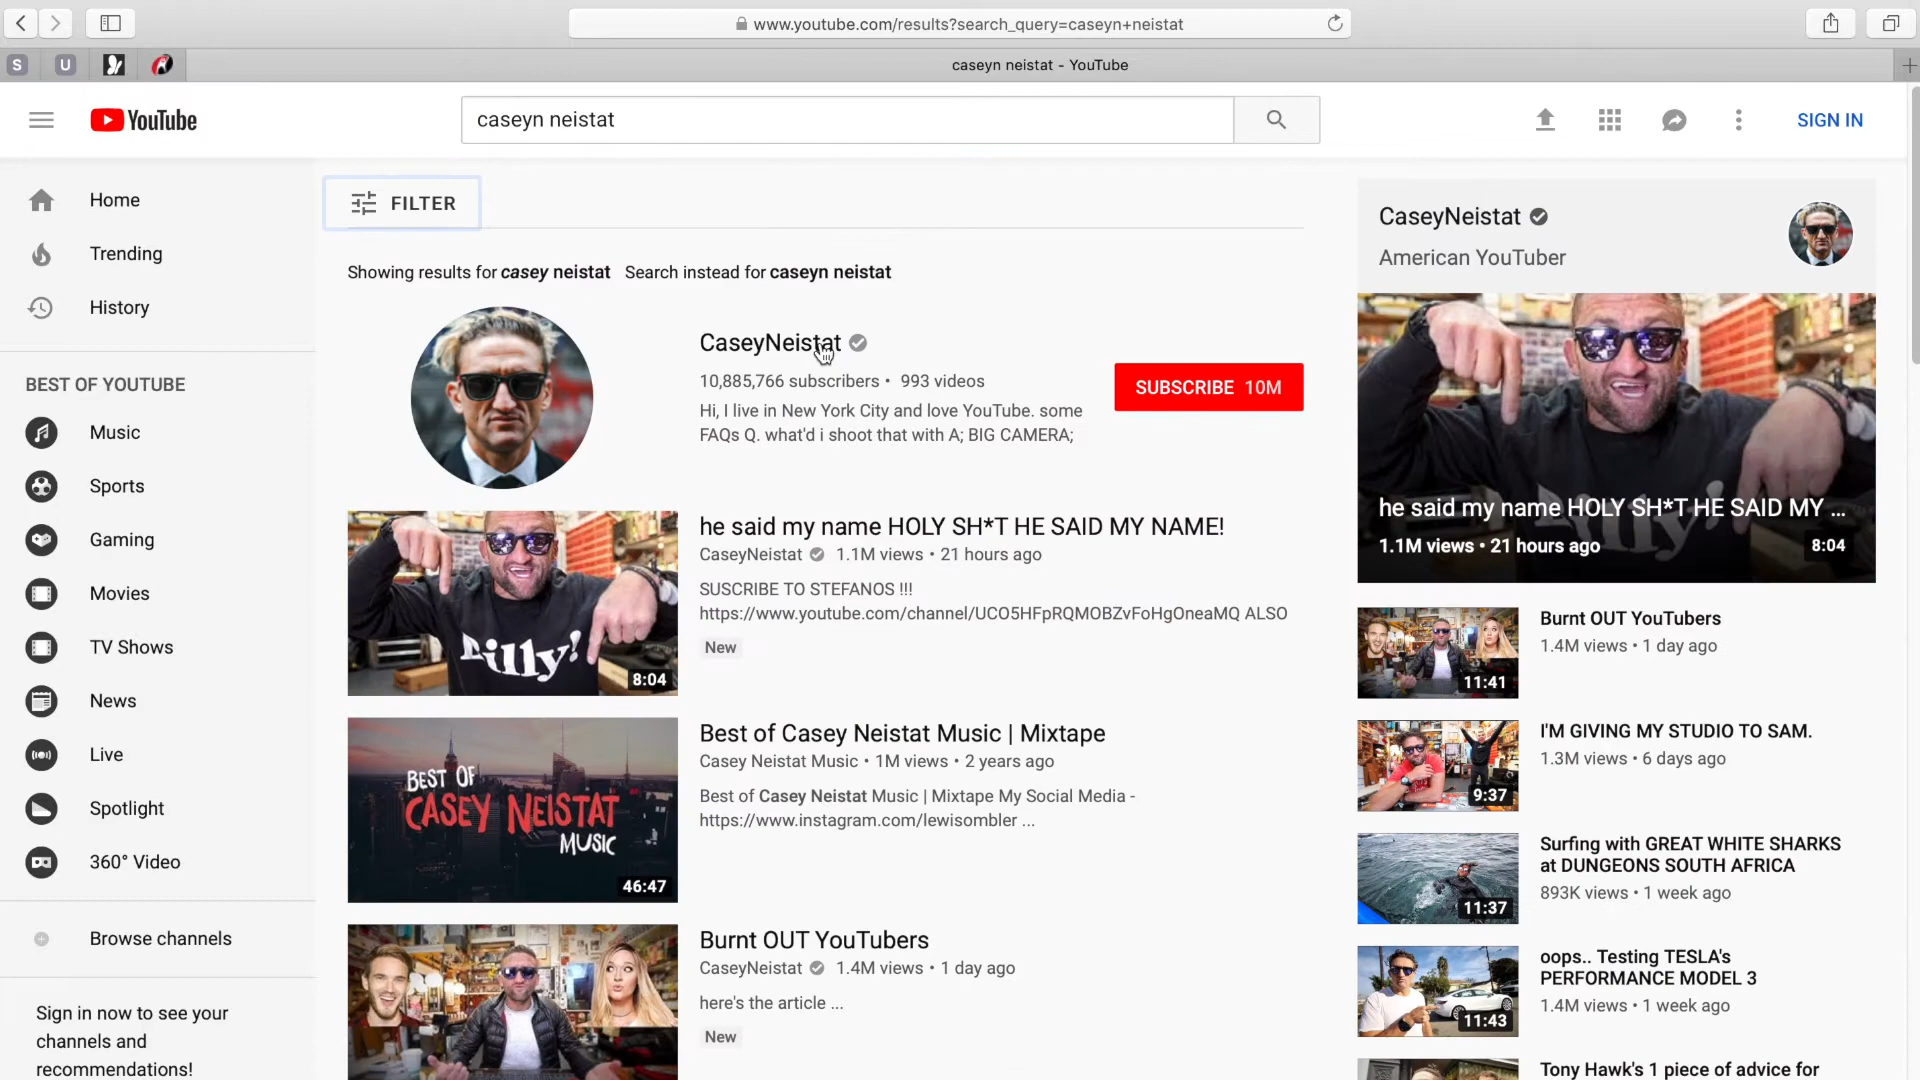 www.youtube.com/results?search_query=caseyn+neistat
S
U
caseyn neistat - YouTube
YouTube
caseyn neistat
SIGN IN
Home
Trending
History
BEST OF YOUTUBE
Music
Sports
Gaming
Movies
TV Shows
News
Live
Spotlight
360° Video
Browse channels
Sign in now to see your
channels and
recommendations!
FILTER
Showing results for casey neistat Search instead for caseyn neistat
CaseyNeistat
10,885,766 subscribers • 993 videos
Hi, I live in New York City and love YouTube. some
FAQs Q. what'd i shoot that with A; BIG CAMERA;
SUBSCRIBE 10M
he said my name HOLY SH*T HE SAID MY NAME!
CaseyNeistat 1.1M views • 21 hours ago
SUSCRIBE TO STEFANOS !!!
https://www.youtube.com/channel/UCO5HFpRQMOBZvFoHgOneaMQ ALSO
New
8:04
BEST OF
CASEY NEISTAT
MUSIC
46:47
Best of Casey Neistat Music | Mixtape
Casey Neistat Music • 1M views • 2 years ago
Best of Casey Neistat Music | Mixtape My Social Media -
https://www.instagram.com/lewisombler ...
Burnt OUT YouTubers
CaseyNeistat 1.4M views • 1 day ago
here's the article ...
New
CaseyNeistat
American YouTuber
he said my name HOLY SH*T HE SAID MY ...
1.1M views • 21 hours ago
8:04
Burnt OUT YouTubers
1.4M views • 1 day ago
11:41
I'M GIVING MY STUDIO TO SAM.
1.3M views • 6 days ago
9:37
Surfing with GREAT WHITE SHARKS
at DUNGEONS SOUTH AFRICA
893K views • 1 week ago
11:37
oops.. Testing TESLA's
PERFORMANCE MODEL 3
1.4M views • 1 week ago
11:43
Tony Hawk's 1 piece of advice for